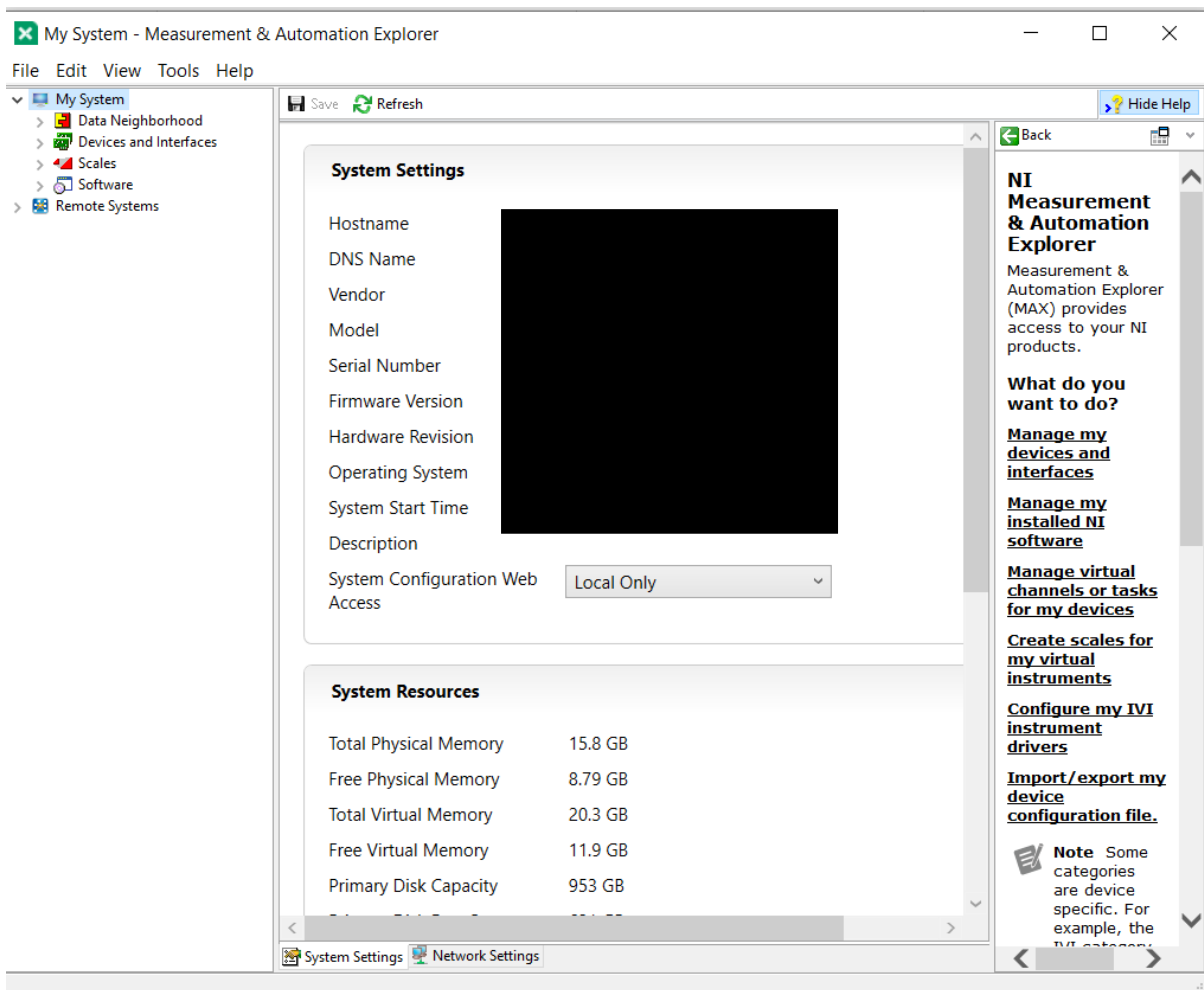 My System - Measurement & Automation Explorer
File Edit View Tools Help
My System
Data Neighborhood
Devices and Interfaces
Scales
Software
Remote Systems
Save Refresh
Hide Help
System Settings
Hostname
DNS Name
Vendor
Model
Serial Number
Firmware Version
Hardware Revision
Operating System
System Start Time
Description
System Configuration Web
Access
Local Only
System Resources
Total Physical Memory 15.8 GB
Free Physical Memory 8.79 GB
Total Virtual Memory 20.3 GB
Free Virtual Memory 11.9 GB
Primary Disk Capacity 953 GB
System Settings Network Settings
Back
NI
Measurement
& Automation
Explorer
Measurement &
Automation Explorer
(MAX) provides
access to your NI
products.
What do you
want to do?
Manage my
devices and
interfaces
Manage my
installed NI
software
Manage virtual
channels or tasks
for my devices
Create scales for
my virtual
instruments
Configure my IVI
instrument
drivers
Import/export my
device
configuration file.
Note Some
categories
are device
specific. For
example, the
IVI category